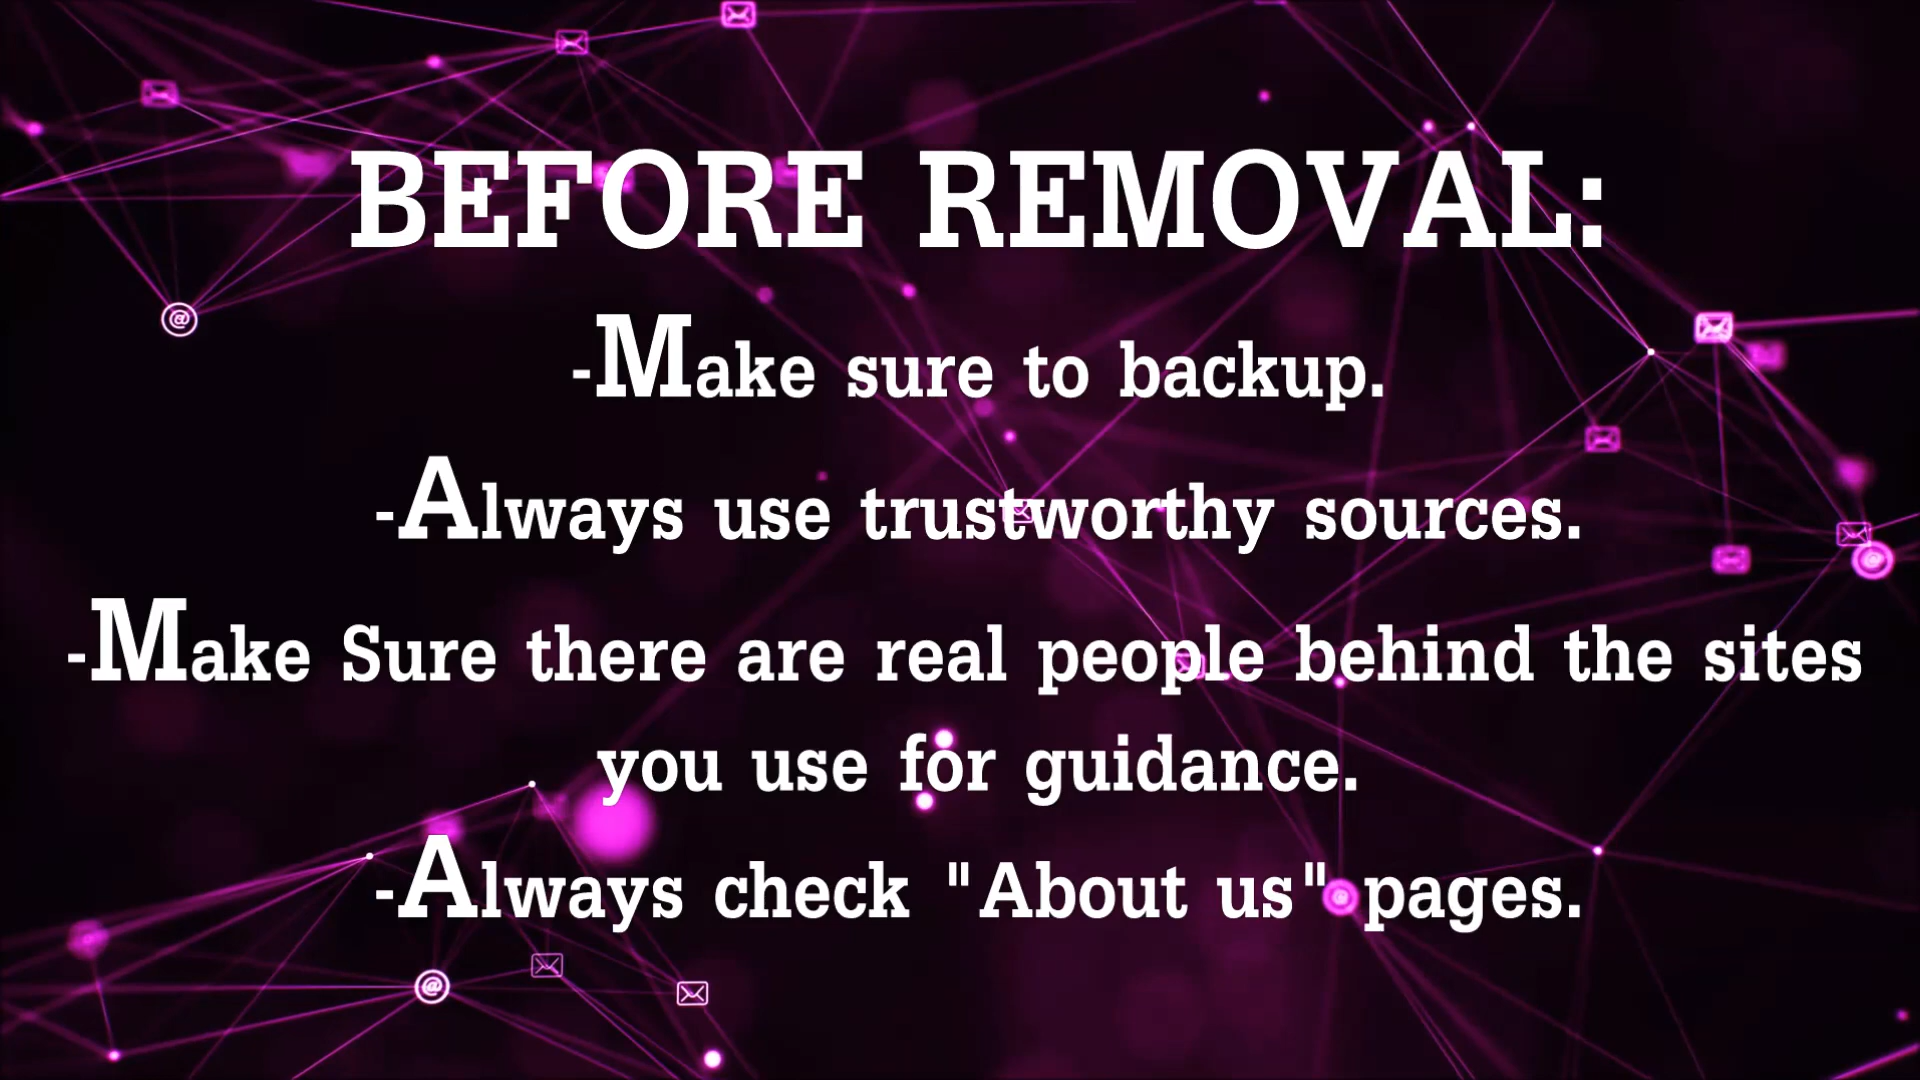 BEFORE REMOVAL:
-Make sure to backup.
-Always use trustworthy sources.
-Make Sure there are real people behind the sites
you use for guidance.
-Always check "About us" pages.